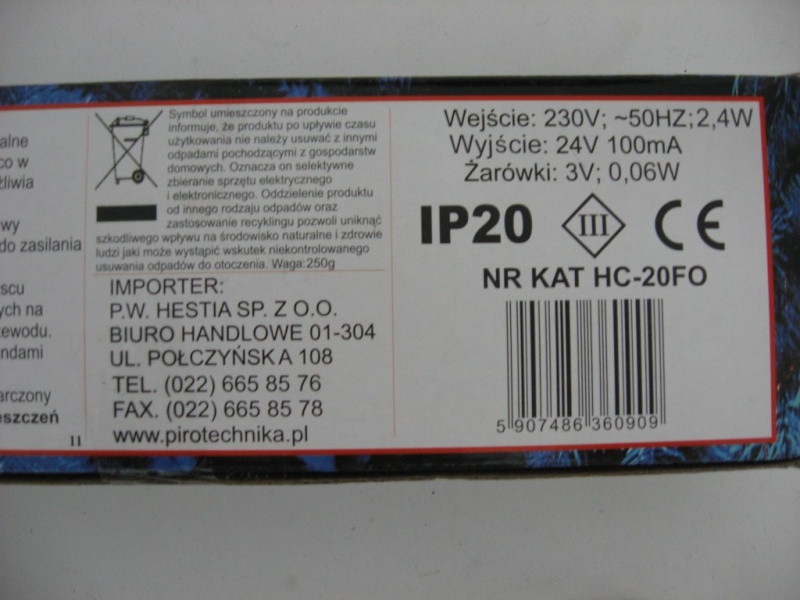 alne
co w
żliwia
wy
do zasilania
scu
ych na
ewodu.
ndami
arczony
eszczeń
11
Symbol umieszczony na produkcie
informuje, że produktu po upływie czasu
użytkowania nie należy usuwać z innymi
odpadami pochodzącymi z gospodarstw
domowych. Oznacza on selektywne
zbieranie sprzętu elektrycznego
i elektronicznego. Oddzielenie produktu
od innego rodzaju odpadów oraz
zastosowanie recyklingu pozwoli uniknąć
szkodliwego wpływu na środowisko naturalne i zdrowie
ludzi jaki może wystąpić wskutek niekontrolowanego
usuwania odpadów do otoczenia. Waga:250g
IMPORTER:
P.W. HESTIA SP. Z O.O.
BIURO HANDLOWE 01-304
UL. POŁCZYŃSKA 108
TEL. (022) 665 85 76
FAX. (022) 665 85 78
www.pirotechnika.pl
Wejście: 230V; ~50HZ;2,4W
Wyjście: 24V 100mA
Żarówki: 3V; 0,06W
IP20 III CE
NR KAT HC-20FO
5 907486 360909